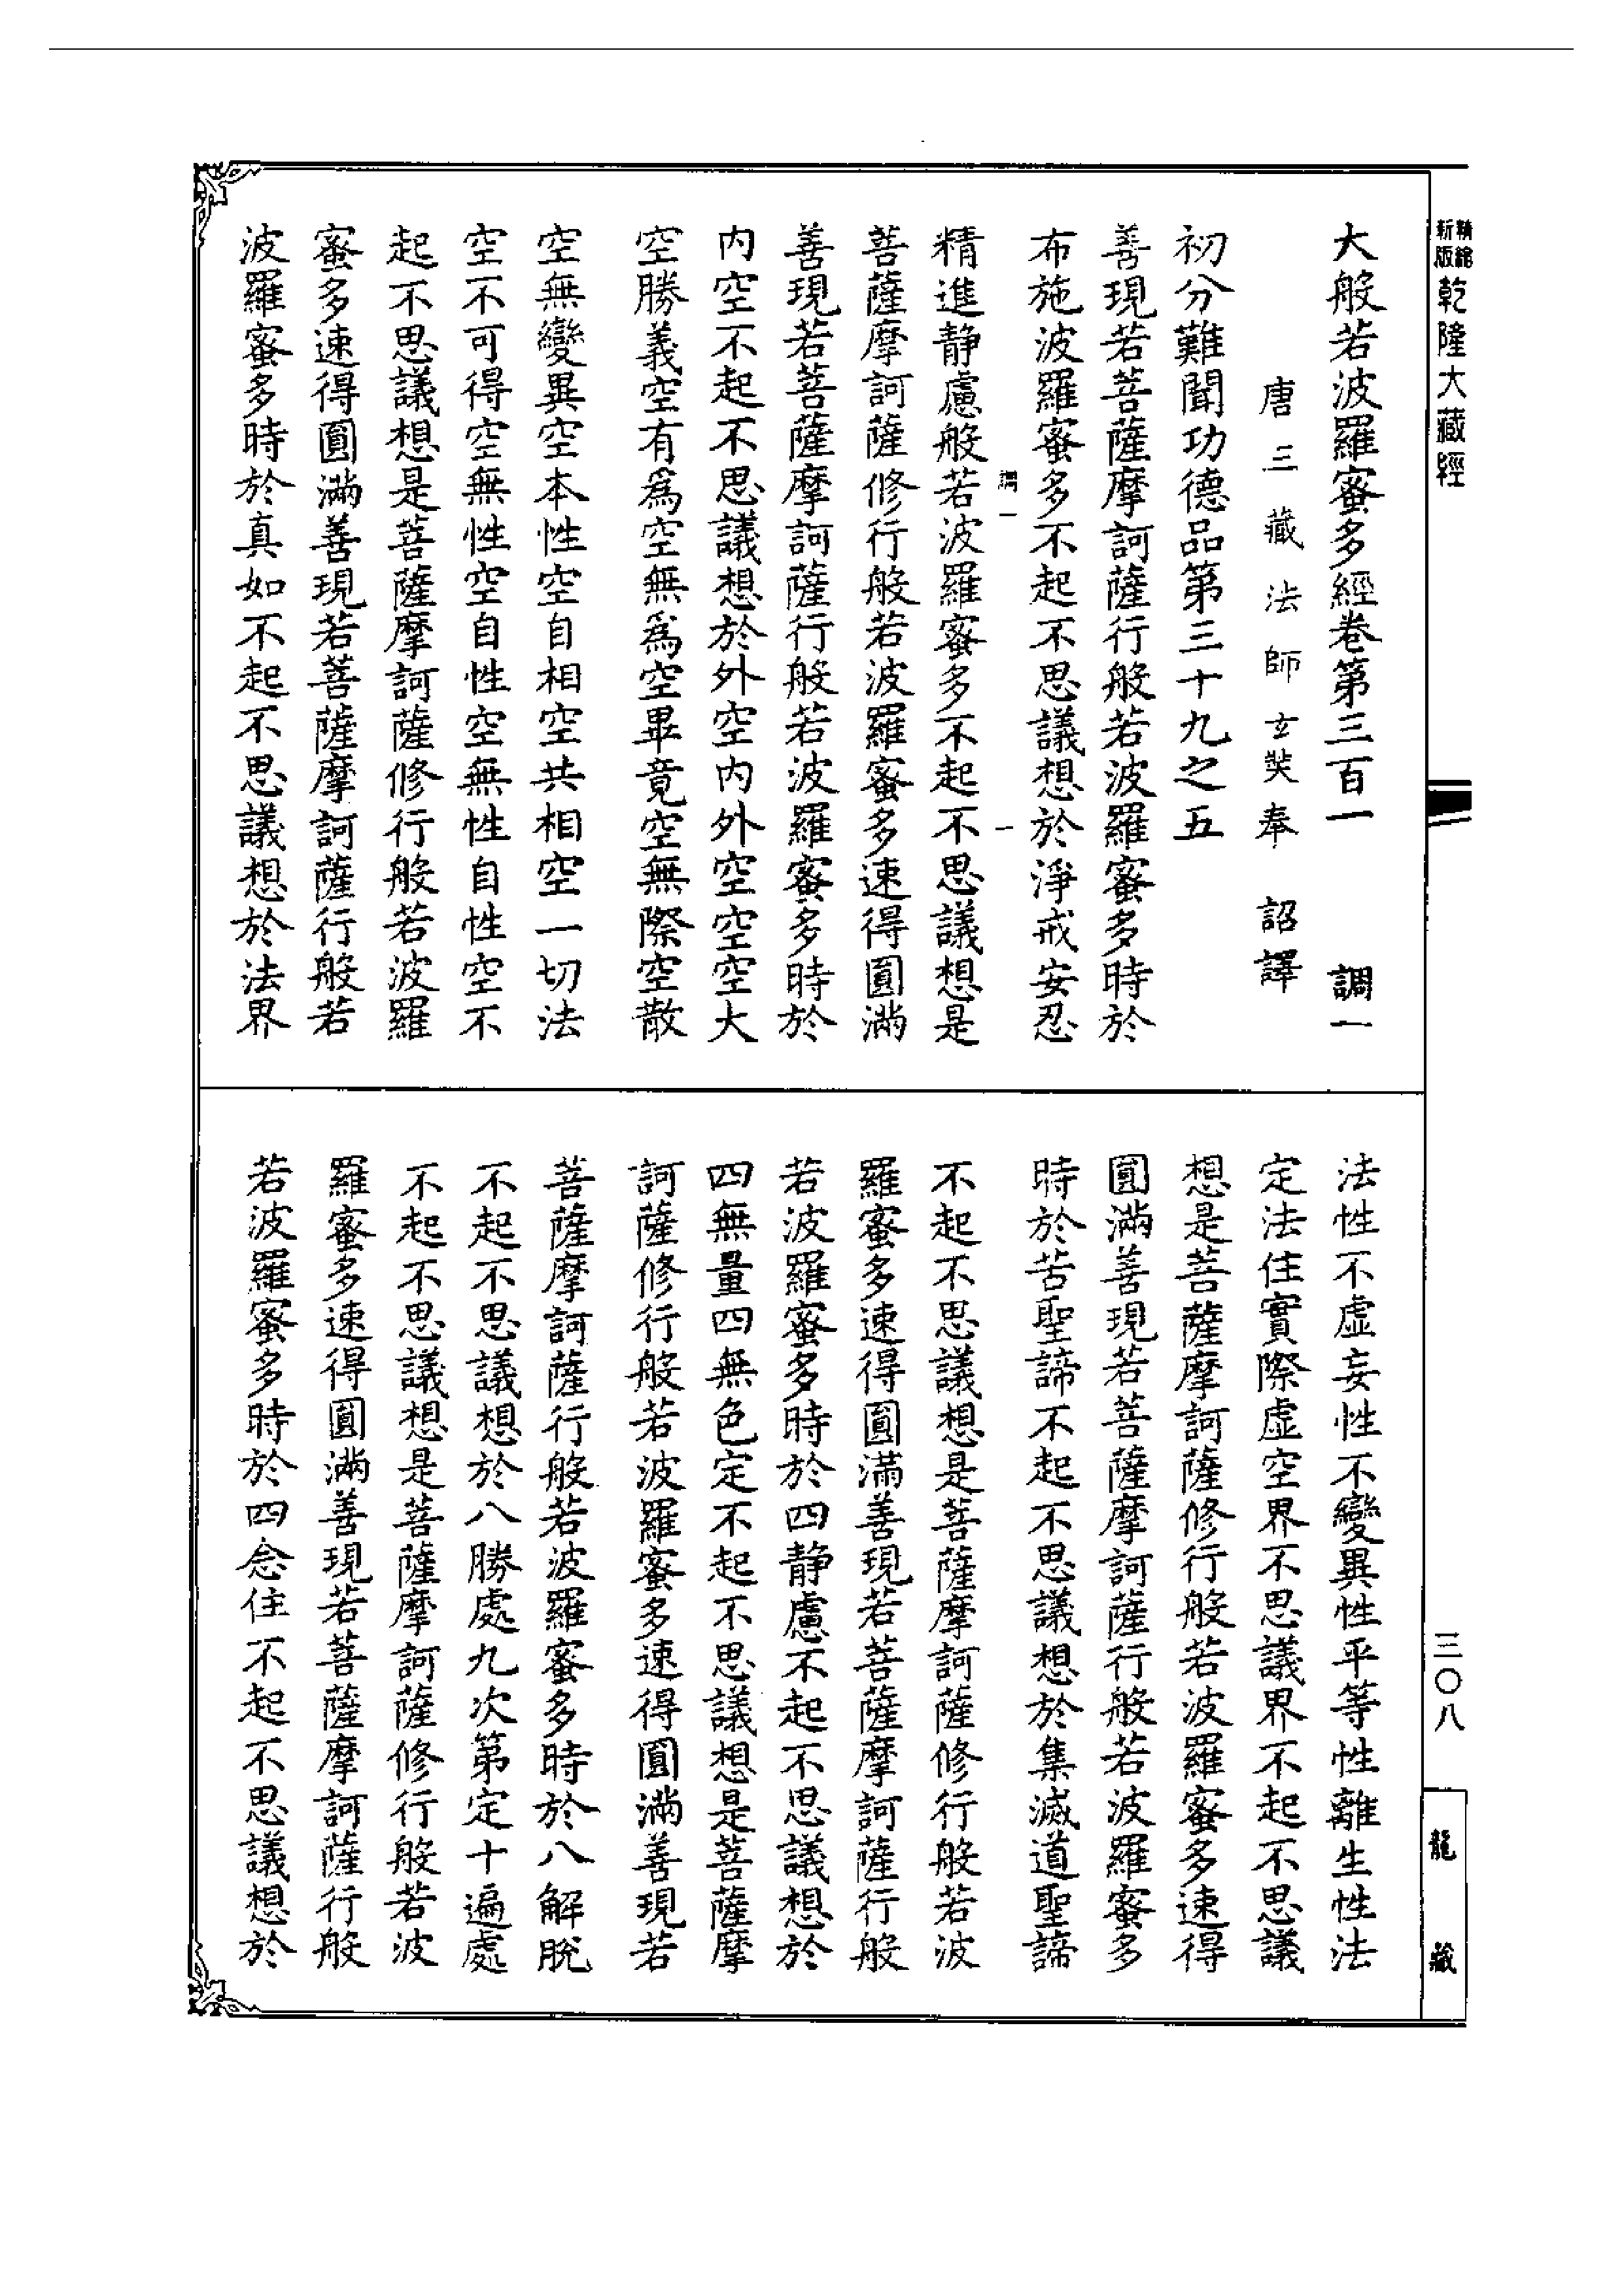 精縮新版乾隆大藏經
大般若波羅蜜多經卷第三百一　調一
唐三藏法師玄奘奉　詔譯
初分難聞功德品第三十九之五
善現若菩薩摩訶薩行般若波羅蜜多時於
布施波羅蜜多不起不思議想於淨戒安忍
調一　一
精進靜慮般若波羅蜜多不起不思議想是
菩薩摩訶薩修行般若波羅蜜多速得圓滿
善現若菩薩摩訶薩行般若波羅蜜多時於
內空不起不思議想於外空內外空空空大
空勝義空有為空無為空畢竟空無際空散
空無變異空本性空自相空共相空一切法
空不可得空無性空自性空無性自性空不
起不思議想是菩薩摩訶薩修行般若波羅
蜜多速得圓滿善現若菩薩摩訶薩行般若
波羅蜜多時於真如不起不思議想於法界
法性不虛妄性不變異性平等性離生性法
定法住實際虛空界不思議界不起不思議
想是菩薩摩訶薩修行般若波羅蜜多速得
圓滿善現若菩薩摩訶薩行般若波羅蜜多
時於苦聖諦不起不思議想於集滅道聖諦
不起不思議想是菩薩摩訶薩修行般若波
羅蜜多速得圓滿善現若菩薩摩訶薩行般
若波羅蜜多時於四靜慮不起不思議想於
四無量四無色定不起不思議想是菩薩摩
訶薩修行般若波羅蜜多速得圓滿善現若
菩薩摩訶薩行般若波羅蜜多時於八解脫
不起不思議想於八勝處九次第定十遍處
不起不思議想是菩薩摩訶薩修行般若波
羅蜜多速得圓滿善現若菩薩摩訶薩行般
若波羅蜜多時於四念住不起不思議想於
三〇八
龍藏